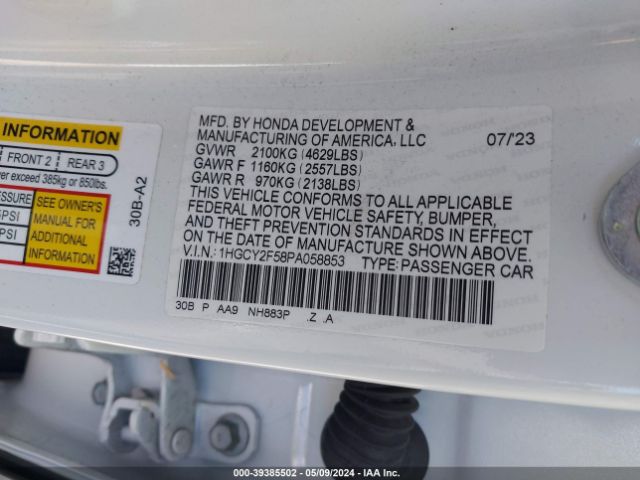 INFORMATION
FRONT 2 REAR 3
er exceed 385kg or 850lbs.
PRESSURE
PSI
PSI
SEE OWNER'S
MANUAL FOR
ADDITIONAL
INFORMATION
30B-A2
MFD. BY HONDA DEVELOPMENT &
MANUFACTURING OF AMERICA, LLC 07/'23
GVWR 2100KG (4629LBS)
GAWR F 1160KG (2557LBS)
GAWR R 970KG (2138LBS)
THIS VEHICLE CONFORMS TO ALL APPLICABLE
FEDERAL MOTOR VEHICLE SAFETY, BUMPER,
AND THEFT PREVENTION STANDARDS IN EFFECT
ON THE DATE OF MANUFACTURE SHOWN ABOVE.
V.I.N.: 1HGCY2F58PA058853 TYPE: PASSENGER CAR
30B P AA9 NH883P .Z .A
000-39385502 - 05/09/2024 - IAA Inc.